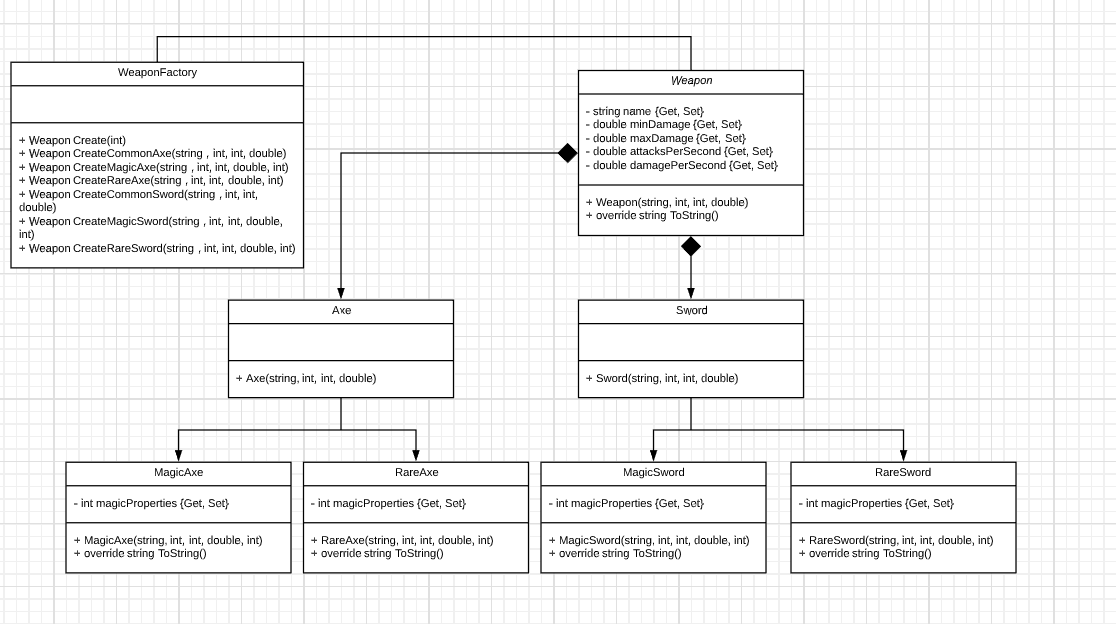 WeaponFactory
+ Weapon Create(int)
+ Weapon CreateCommonAxe(string , int, int, double)
+ Weapon CreateMagicAxe(string , int, int, double, int)
+ Weapon CreateRareAxe(string , int, int, double, int)
+ Weapon CreateCommonSword(string , int, int,
double)
+ Weapon CreateMagicSword(string , int, int, double,
int)
+ Weapon CreateRareSword(string , int, int, double, int)
Weapon
- string name {Get, Set}
- double minDamage {Get, Set}
- double maxDamage {Get, Set}
- double attacksPerSecond {Get, Set}
- double damagePerSecond {Get, Set}
+ Weapon(string, int, int, double)
+ override string ToString()
Axe
+ Axe(string, int, int, double)
Sword
+ Sword(string, int, int, double)
MagicAxe
- int magicProperties {Get, Set}
+ MagicAxe(string, int, int, double, int)
+ override string ToString()
RareAxe
- int magicProperties {Get, Set}
+ RareAxe(string, int, int, double, int)
+ override string ToString()
MagicSword
- int magicProperties {Get, Set}
+ MagicSword(string, int, int, double, int)
+ override string ToString()
RareSword
- int magicProperties {Get, Set}
+ RareSword(string, int, int, double, int)
+ override string ToString()